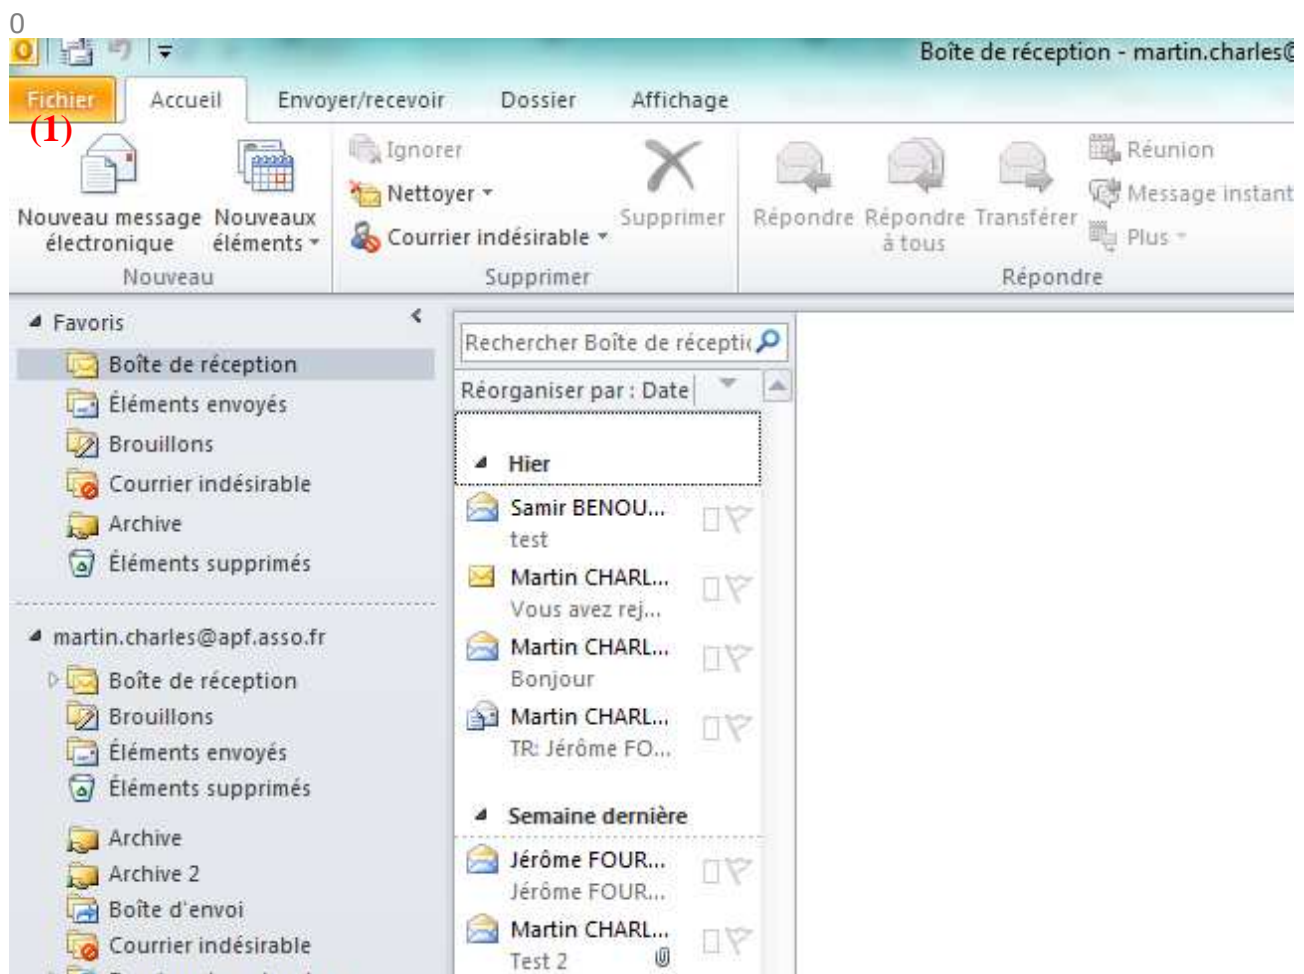 0
Boîte de réception - martin.charles@
Fichier Accueil Envoyer/recevoir Dossier Affichage
(1)
Nouveau message électronique
Nouveaux éléments
Nouveau
Ignorer
Nettoyer
Courrier indésirable
Supprimer
Supprimer
Répondre
Répondre à tous
Transférer
Réunion
Message instant
Plus
Répondre
Favoris
Boîte de réception
Éléments envoyés
Brouillons
Courrier indésirable
Archive
Éléments supprimés
martin.charles@apf.asso.fr
Boîte de réception
Brouillons
Éléments envoyés
Éléments supprimés
Archive
Archive 2
Boîte d'envoi
Courrier indésirable
Rechercher Boîte de réceptic
Réorganiser par : Date
Hier
Samir BENOU...
test
Martin CHARL...
Vous avez rej...
Martin CHARL...
Bonjour
Martin CHARL...
TR: Jérôme FO...
Semaine dernière
Jérôme FOUR...
Jérôme FOUR...
Martin CHARL...
Test 2